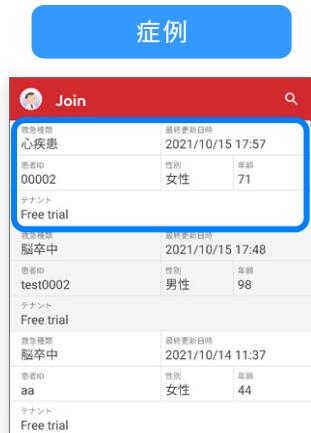 症例
Join
救急種類 最終更新日時
心疾患 2021/10/15 17:57
患者ID 性別 年齢
00002 女性 71
テナント
Free trial
救急種類 最終更新日時
脳卒中 2021/10/15 17:48
患者ID 性別 年齢
test0002 男性 98
テナント
Free trial
救急種類 最終更新日時
脳卒中 2021/10/14 11:37
患者ID 性別 年齢
aa 女性 44
テナント
Free trial